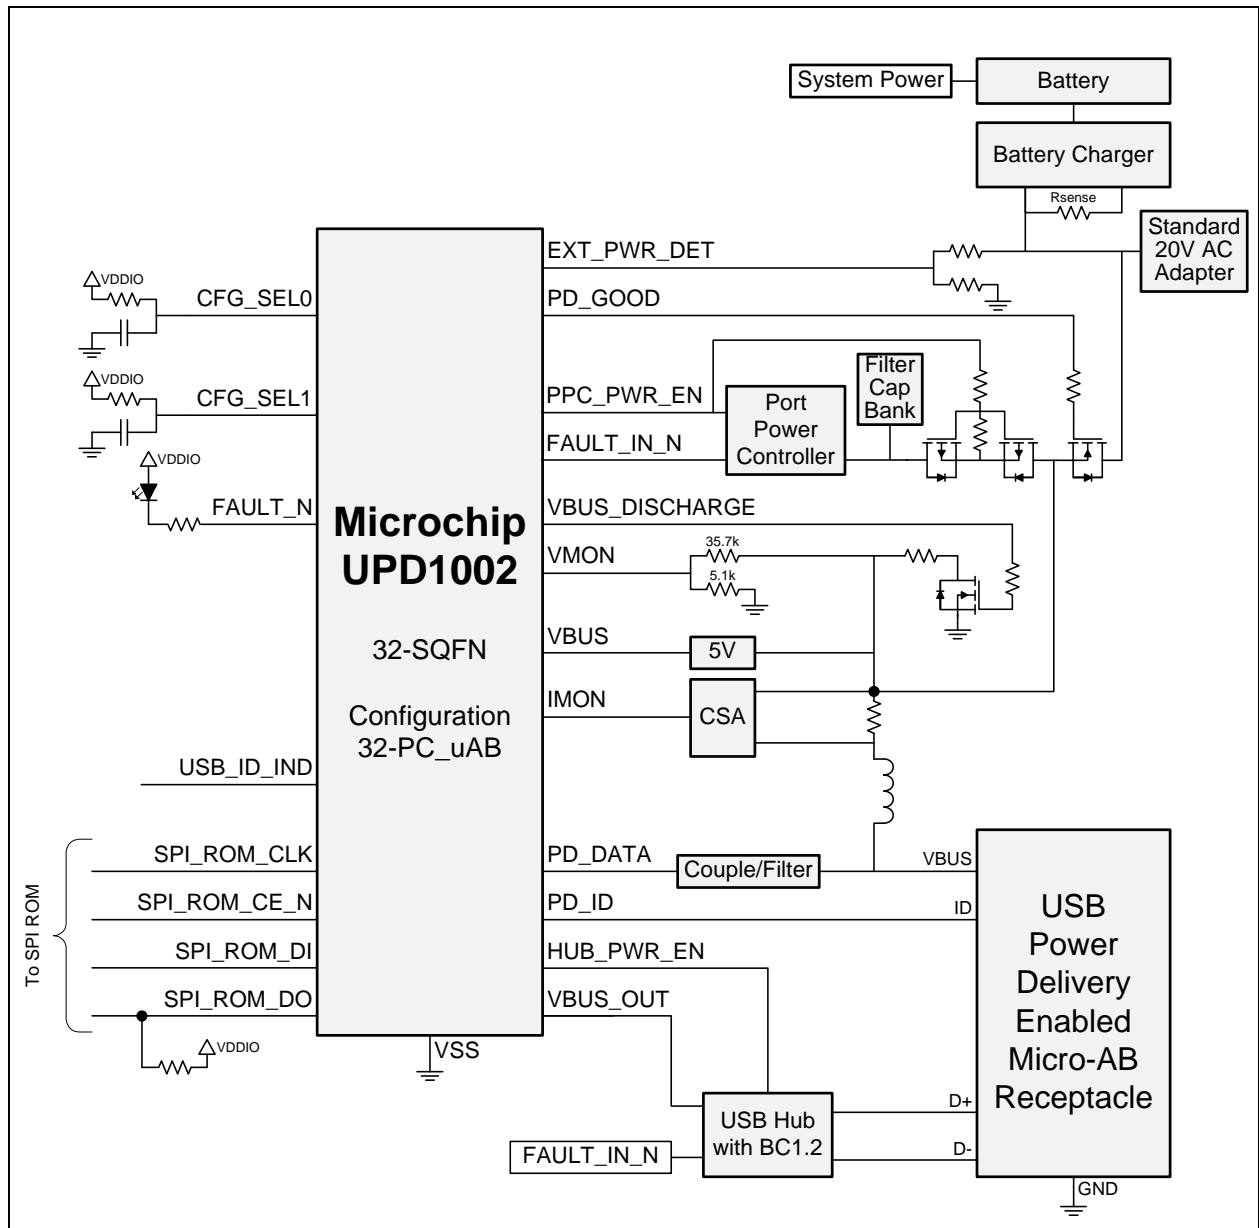 System Power
Battery
Battery Charger
Rsense
Standard
20V AC
Adapter
EXT_PWR_DET
VDDIO
CFG_SEL0
PD_GOOD
VDDIO
CFG_SEL1
PPC_PWR_EN
Filter
Cap
Bank
Port
Power
Controller
FAULT_IN_N
VDDIO
FAULT_N
Microchip
UPD1002
32-SQFN
Configuration
32-PC_uAB
VBUS_DISCHARGE
VMON
35.7k
5.1k
VBUS
5V
IMON
CSA
USB_ID_IND
To SPI ROM
SPI_ROM_CLK
SPI_ROM_CE_N
SPI_ROM_DI
SPI_ROM_DO
VDDIO
PD_DATA
Couple/Filter
VBUS
PD_ID
ID
HUB_PWR_EN
VBUS_OUT
VSS
USB
Power
Delivery
Enabled
Micro-AB
Receptacle
USB Hub
with BC1.2
D+
D-
FAULT_IN_N
GND